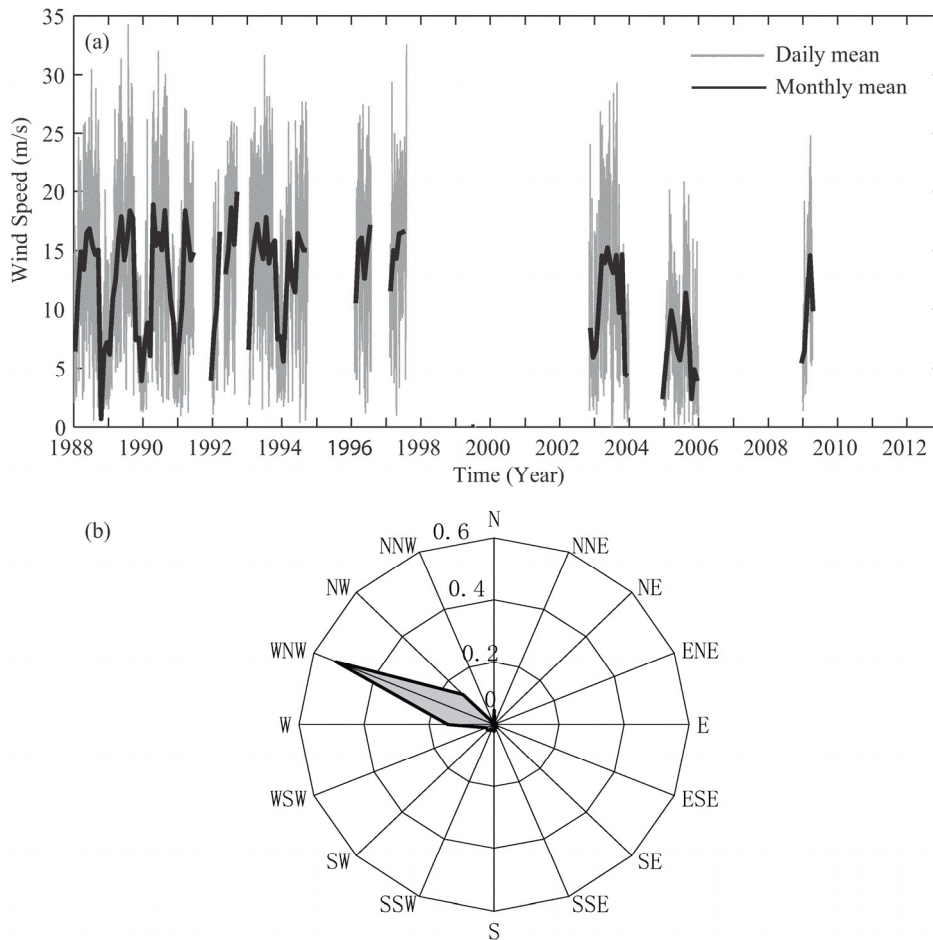 35
(a)
Daily mean
30
Monthly mean
25
20
Wind Speed (m/s)
15
10
5
0
1988 1990 1992 1994 1996 1998 2000 2002 2004 2006 2008 2010 2012
Time (Year)
(b)
N
0.6
NNW
NNE
NW
0.4
NE
WNW
0.2
ENE
0
W
E
WSW
ESE
SW
SE
SSW
SSE
S